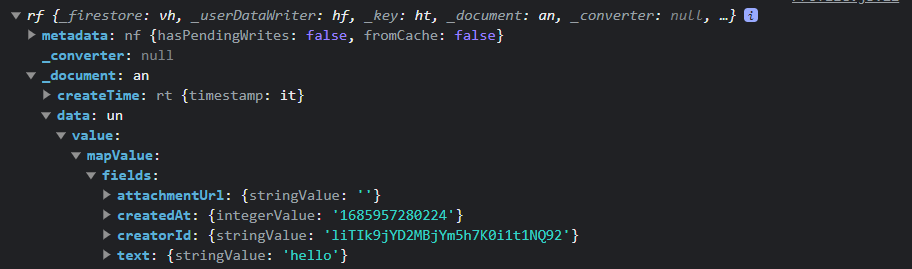 rf {_firestore: vh, _userDataWriter: hf, _key: ht, _document: an, _converter: null, …} i
metadata: nf {hasPendingWrites: false, fromCache: false}
_converter: null
_document: an
createTime: rt {timestamp: it}
data: un
value:
mapValue:
fields:
attachmentUrl: {stringValue: ''}
createdAt: {integerValue: '1685957280224'}
creatorId: {stringValue: 'liTIk9jYD2MBjYm5h7K0i1t1NQ92'}
text: {stringValue: 'hello'}